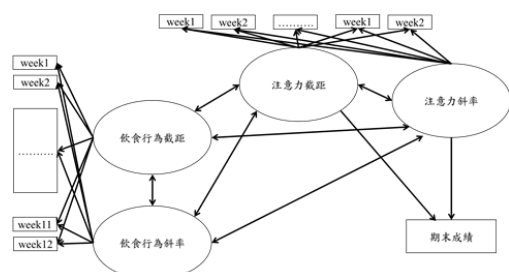 week1
week2
..........
week1
week2
week1
week2
..........
week11
week12
注意力截距
注意力斜率
飲食行為截距
飲食行為斜率
期末成績